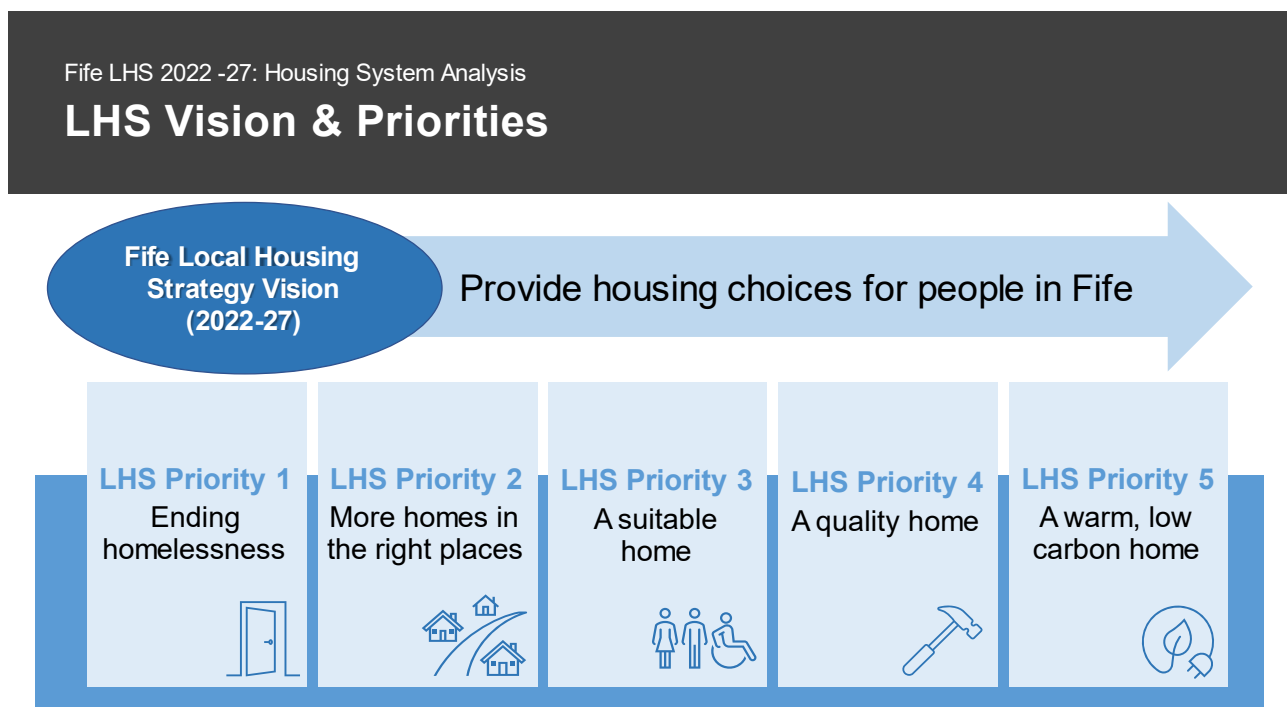 Fife LHS 2022 -27: Housing System Analysis
LHS Vision & Priorities
Fife Local Housing
Strategy Vision
(2022-27)
Provide housing choices for people in Fife
LHS Priority 1
Ending
homelessness
LHS Priority 2
More homes in
the right places
LHS Priority 3
A suitable
home
LHS Priority 4
A quality home
LHS Priority 5
A warm, low
carbon home